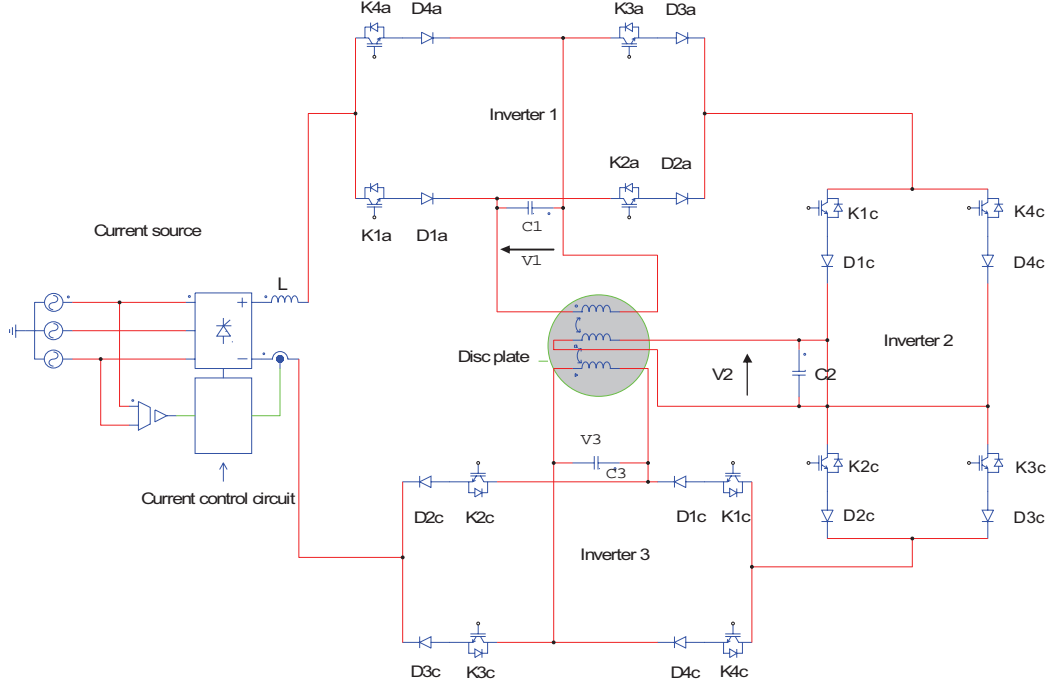 K4a D4a K3a D3a
Inverter 1
K2a D2a
K1a D1a
C1
V1
K1c K4c
Current source
D1c D4c
L
+
−
Disc plate
Inverter 2
V2 C2
V3
C3
K2c K3c
Current control circuit
D2c K2c D1c K1c
D2c D3c
Inverter 3
D3c K3c D4c K4c